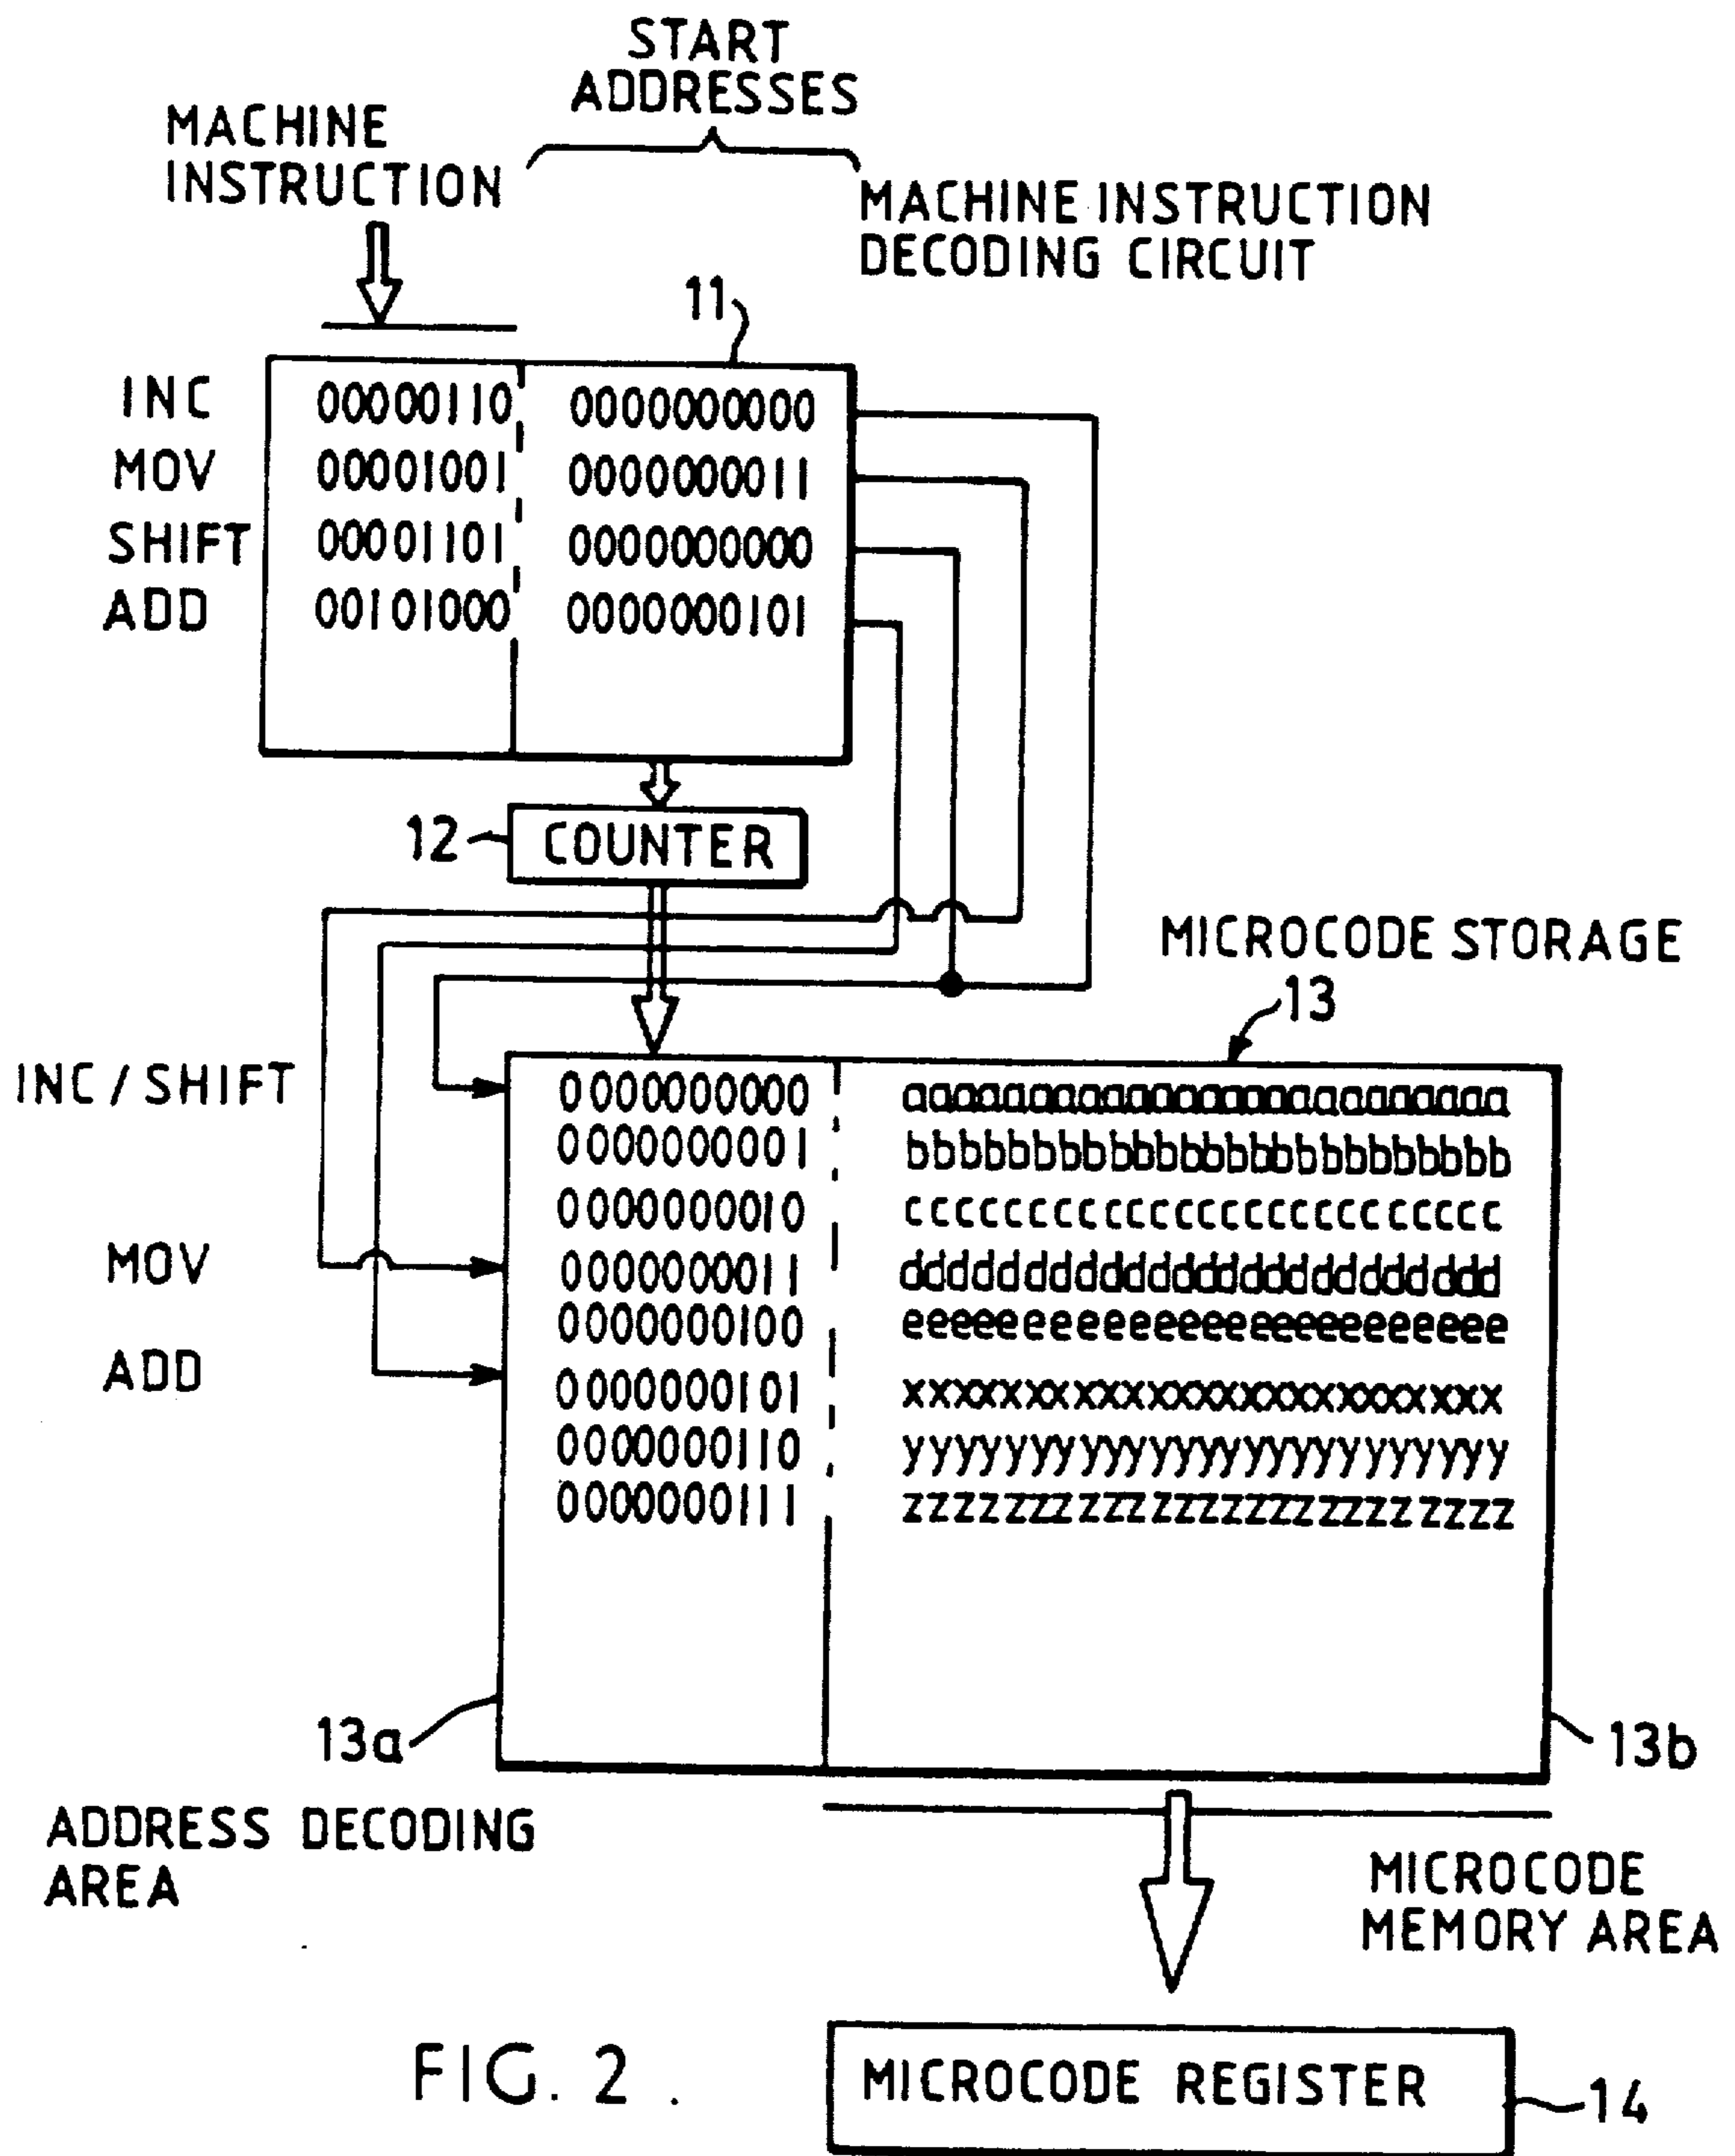 START
ADDRESSES
MACHINE
INSTRUCTION
MACHINE INSTRUCTION
DECODING CIRCUIT
11
INC 00000110 0000000000
MOV 00001001 0000000011
SHIFT 00001101 0000000000
ADD 00101000 0000000101
12 COUNTER
MICROCODE STORAGE
13
INC / SHIFT 0000000000 aaaaaaaaaaaaaaaaaaaaaaaaa
0000000001 bbbbbbbbbbbbbbbbbbbbbbbbb
0000000010 ccccccccccccccccccccccccc
MOV 0000000011 ddddddddddddddddddddddddd
0000000100 eeeeeeeeeeeeeeeeeeeeeeeee
ADD 0000000101 xxxxxxxxxxxxxxxxxxxxxxxxx
0000000110 yyyyyyyyyyyyyyyyyyyyyyyyy
0000000111 zzzzzzzzzzzzzzzzzzzzzzzzz
13a
13b
ADDRESS DECODING
AREA
MICROCODE
MEMORY AREA
FIG. 2 .
MICROCODE REGISTER
14